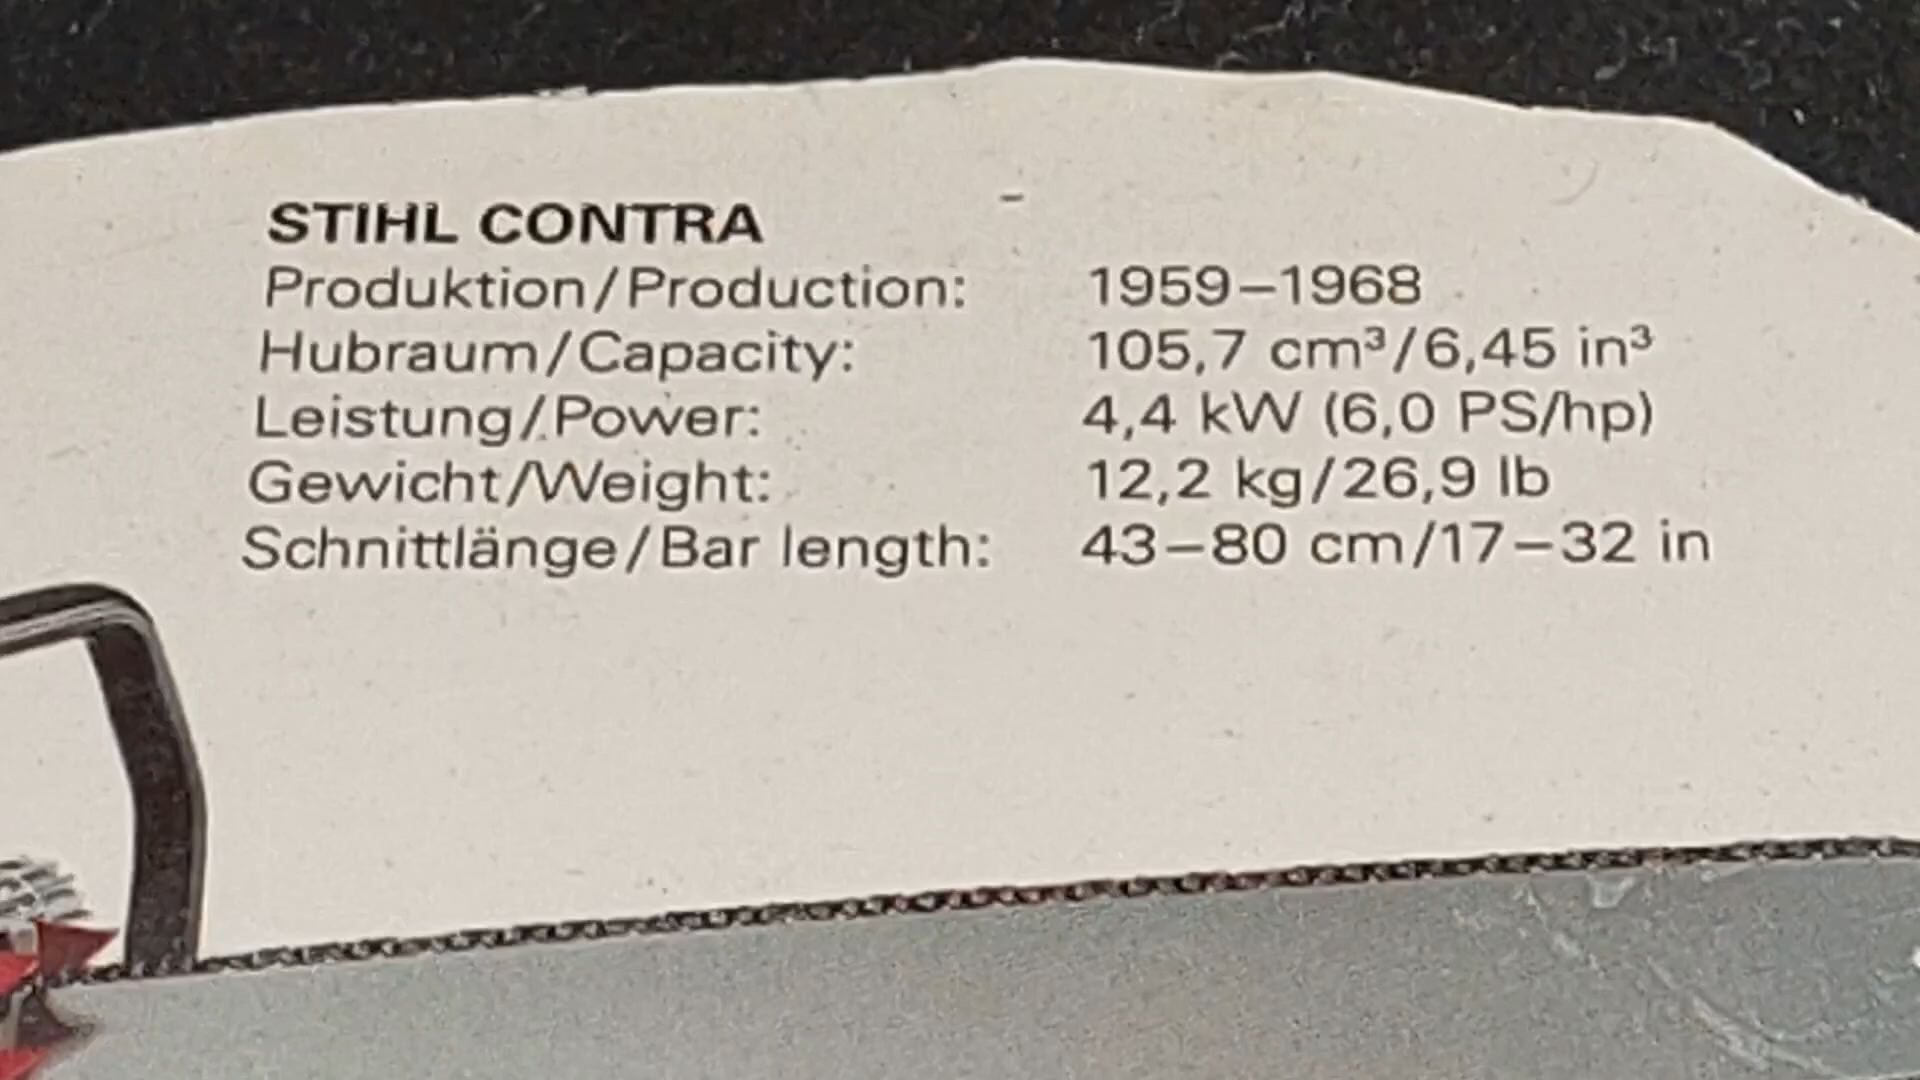 STIHL CONTRA
Produktion/Production: 1959–1968
Hubraum/Capacity: 105,7 cm³/6,45 in³
Leistung/Power: 4,4 kW (6,0 PS/hp)
Gewicht/Weight: 12,2 kg/26,9 lb
Schnittlänge/Bar length: 43–80 cm/17–32 in